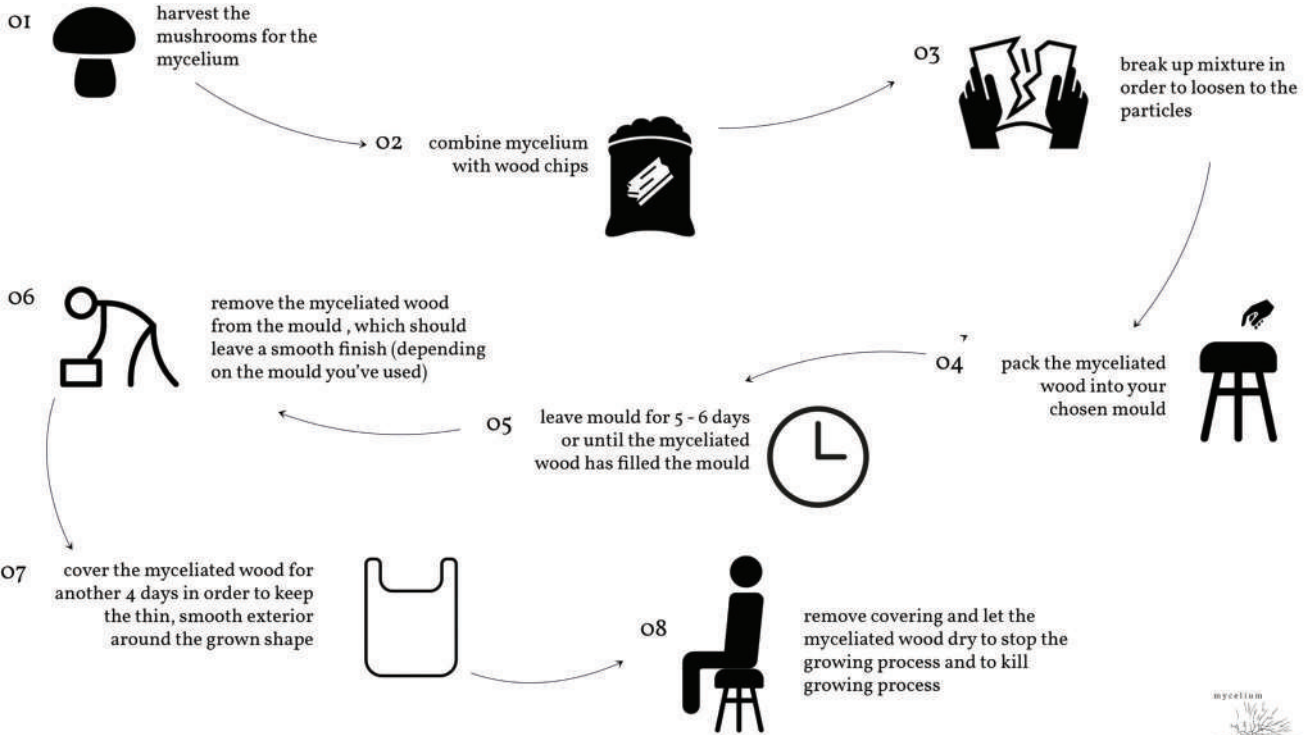 01
harvest the
mushrooms for the
mycelium
02
combine mycelium
with wood chips
03
break up mixture in
order to loosen to the
particles
04
pack the myceliated
wood into your
chosen mould
05
leave mould for 5 - 6 days
or until the myceliated
wood has filled the mould
06
remove the myceliated wood
from the mould , which should
leave a smooth finish (depending
on the mould you've used)
07
cover the myceliated wood for
another 4 days in order to keep
the thin, smooth exterior
around the grown shape
08
remove covering and let the
myceliated wood dry to stop the
growing process and to kill
growing process
mycelium